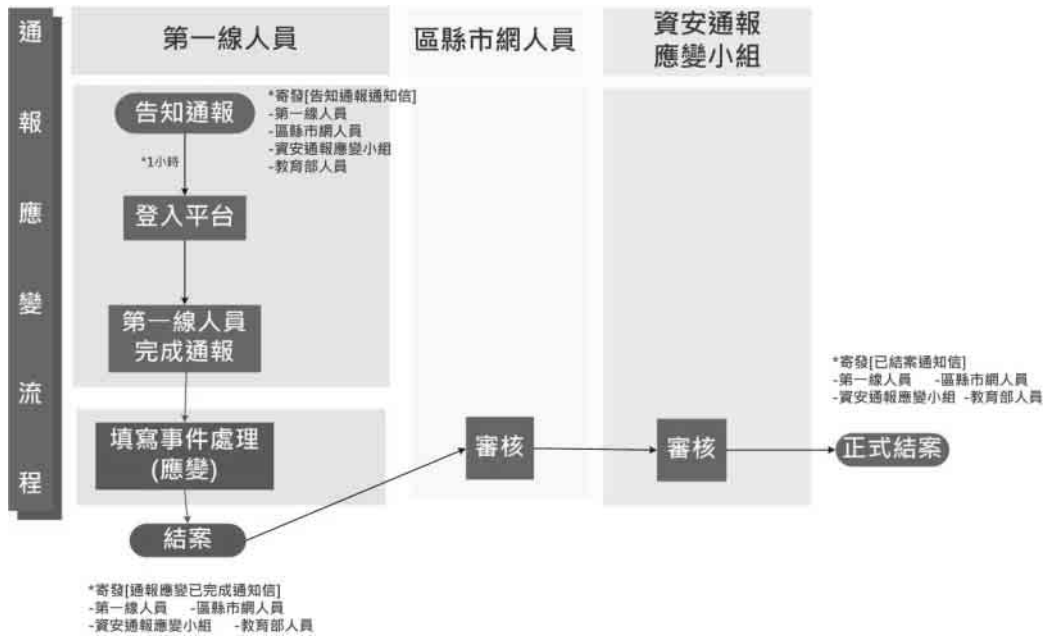 通報應變流程
第一線人員
區縣市網人員
資安通報
應變小組
告知通報
*寄發[告知通報通知信]
-第一線人員
-區縣市網人員
-資安通報應變小組
-教育部人員
*1小時
登入平台
第一線人員
完成通報
填寫事件處理
(應變)
結案
*寄發[通報應變已完成通知信]
-第一線人員 -區縣市網人員
-資安通報應變小組 -教育部人員
審核
審核
*寄發[已結案通知信]
-第一線人員 -區縣市網人員
-資安通報應變小組 -教育部人員
正式結案